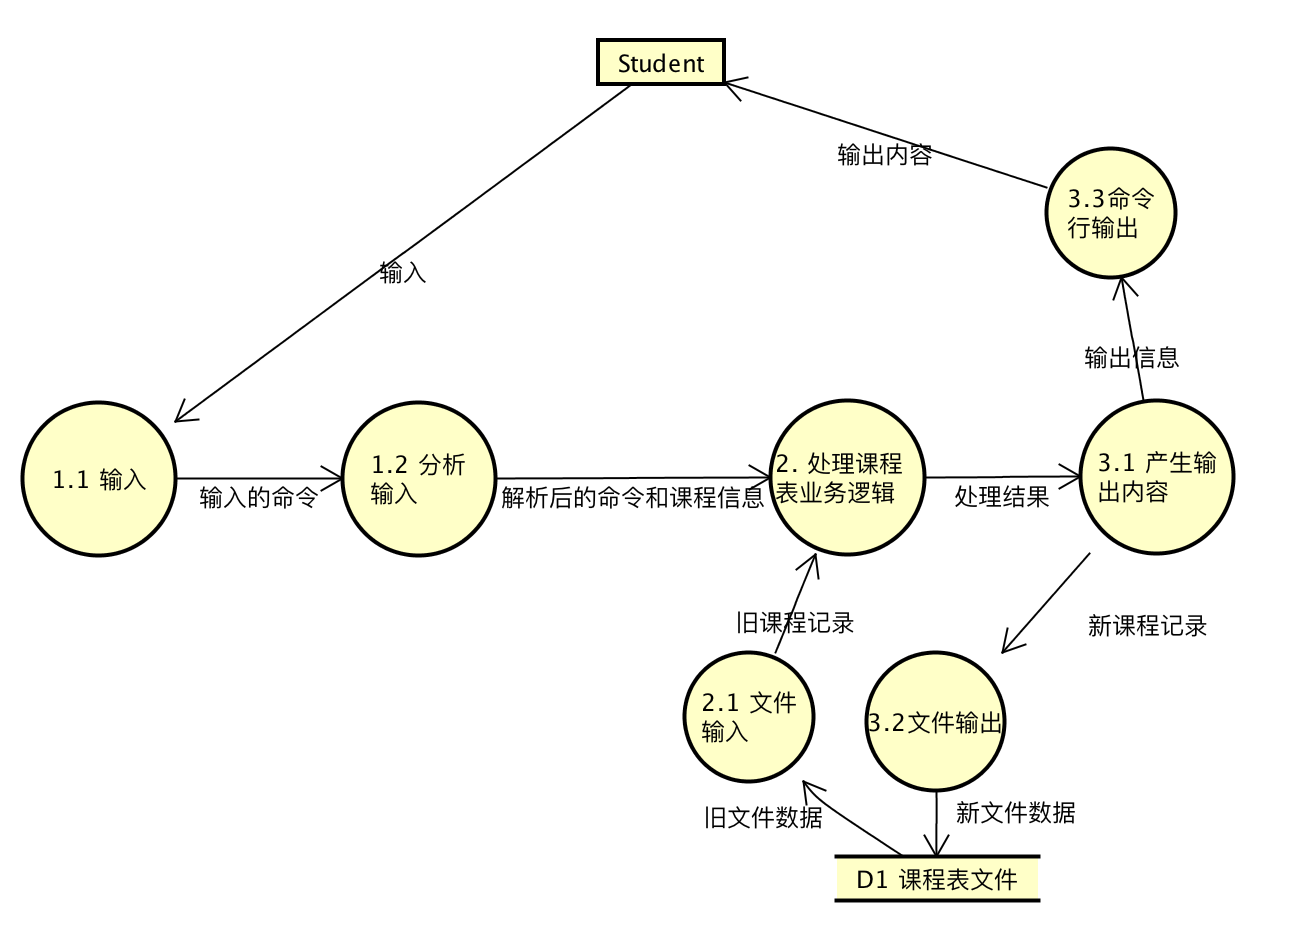 Student
输出内容
3.3命令
行输出
输入
输出信息
1.1 输入
输入的命令
1.2 分析
输入
解析后的命令和课程信息
2. 处理课程
表业务逻辑
处理结果
3.1 产生输
出内容
旧课程记录
新课程记录
2.1 文件
输入
3.2文件输出
旧文件数据
新文件数据
D1 课程表文件